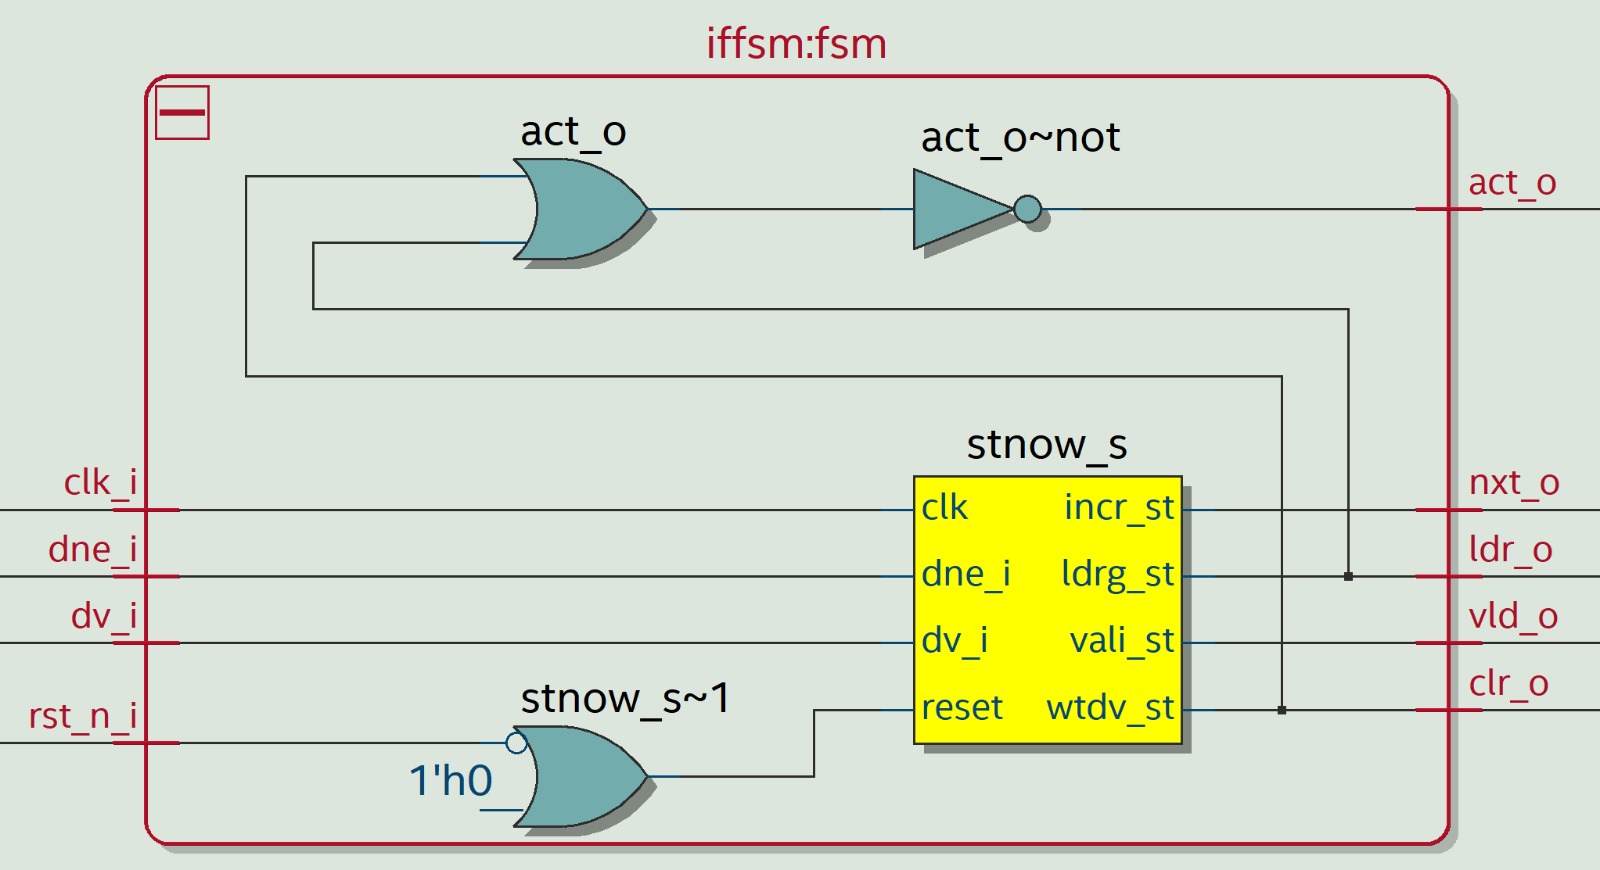 iffsm:fsm
act_o
act_o~not
act_o
stnow_s
clk_i
clk
incr_st
nxt_o
dne_i
dne_i
ldrg_st
ldr_o
dv_i
dv_i
vali_st
vld_o
stnow_s~1
rst_n_i
reset
wtdv_st
clr_o
1'h0